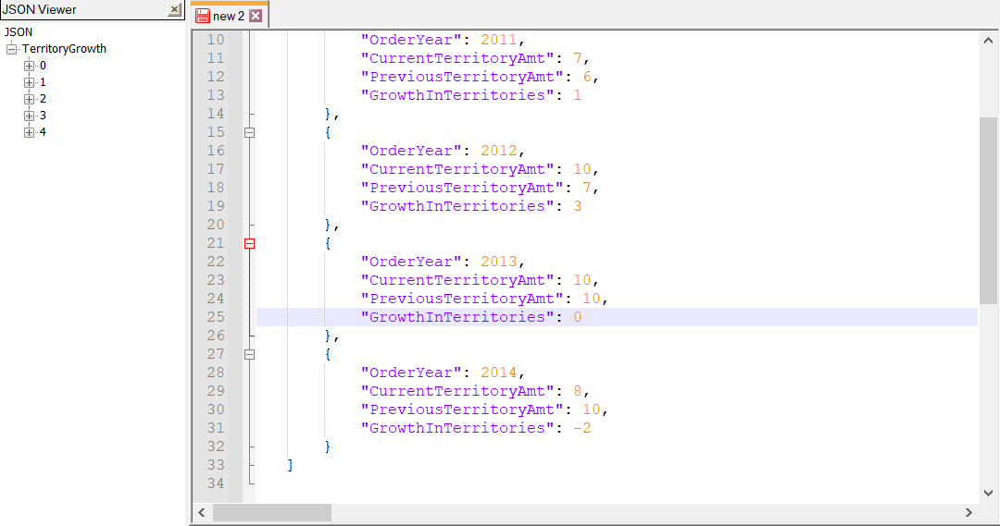 JSON Viewer
new 2
JSON
TerritoryGrowth
0
1
2
3
4
10 "OrderYear": 2011,
11 "CurrentTerritoryAmt": 7,
12 "PreviousTerritoryAmt": 6,
13 "GrowthInTerritories": 1
14 },
15 {
16 "OrderYear": 2012,
17 "CurrentTerritoryAmt": 10,
18 "PreviousTerritoryAmt": 7,
19 "GrowthInTerritories": 3
20 },
21 {
22 "OrderYear": 2013,
23 "CurrentTerritoryAmt": 10,
24 "PreviousTerritoryAmt": 10,
25 "GrowthInTerritories": 0
26 },
27 {
28 "OrderYear": 2014,
29 "CurrentTerritoryAmt": 8,
30 "PreviousTerritoryAmt": 10,
31 "GrowthInTerritories": -2
32 }
33 ]
34